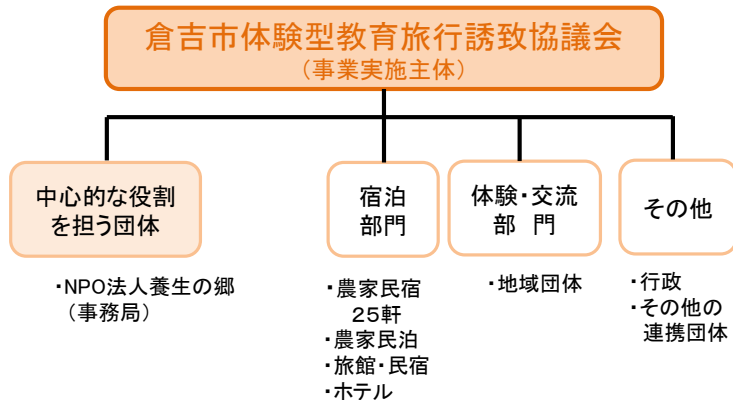 倉吉市体験型教育旅行誘致協議会
(事業実施主体)
中心的な役割
を担う団体
宿泊
部門
体験・交流
部 門
その他
・NPO法人養生の郷
(事務局)
・農家民宿
25軒
・農家民泊
・旅館・民宿
・ホテル
・地域団体
・行政
・その他の
連携団体